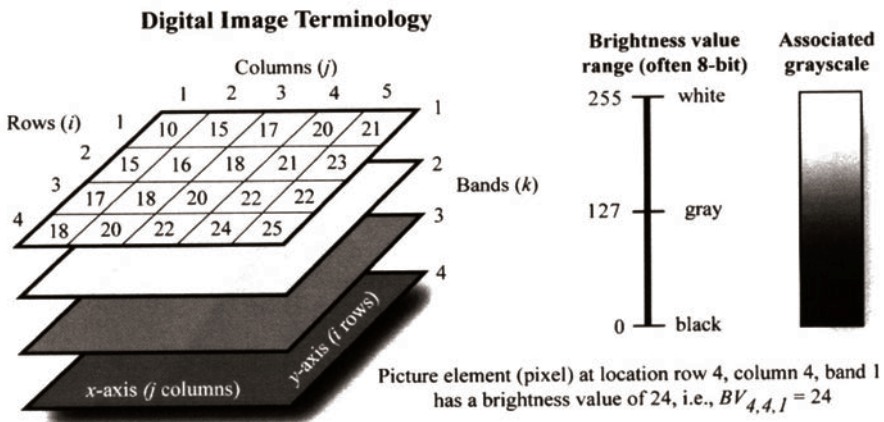 Digital Image Terminology
Columns (j)
1 2 3 4 5
Rows (i)
1 10 15 17 20 21 1
2 15 16 18 21 23 2
3 17 18 20 22 22 3
4 18 20 22 24 25 4
Bands (k)
x-axis (j columns)
y-axis (i rows)
Brightness value
range (often 8-bit)
255 white
127 gray
0 black
Associated
grayscale
Picture element (pixel) at location row 4, column 4, band 1
has a brightness value of 24, i.e., BV4,4,1 = 24